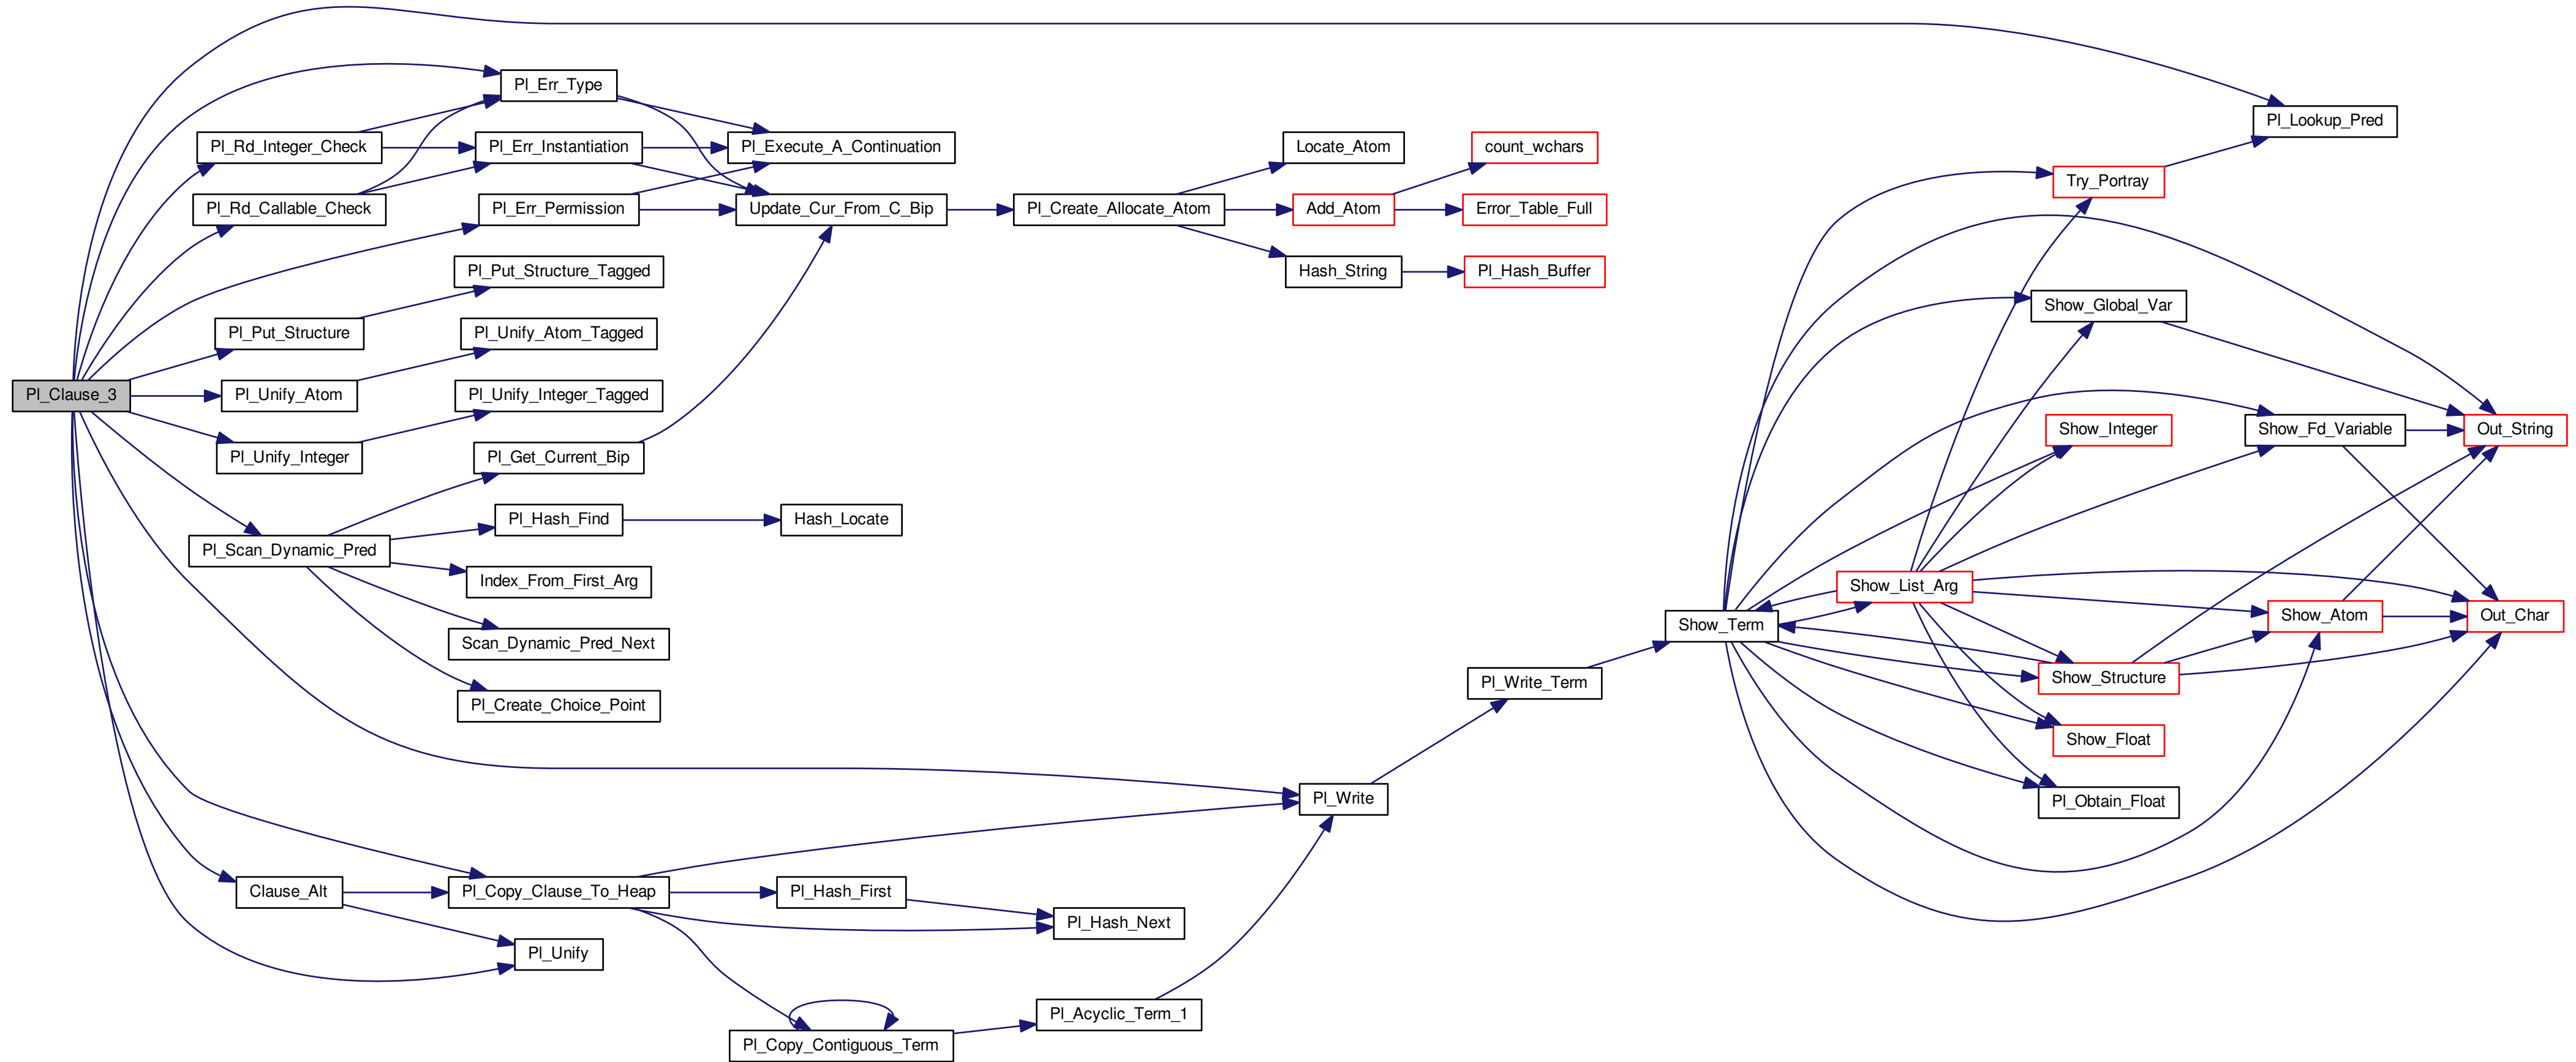 Pl_Clause_3
Pl_Err_Type
Pl_Rd_Integer_Check
Pl_Err_Instantiation
Pl_Execute_A_Continuation
Pl_Rd_Callable_Check
Pl_Err_Permission
Update_Cur_From_C_Bip
Pl_Create_Allocate_Atom
Locate_Atom
Add_Atom
Hash_String
count_wchars
Error_Table_Full
Pl_Hash_Buffer
Pl_Put_Structure_Tagged
Pl_Put_Structure
Pl_Unify_Atom_Tagged
Pl_Unify_Atom
Pl_Unify_Integer_Tagged
Pl_Unify_Integer
Pl_Get_Current_Bip
Pl_Scan_Dynamic_Pred
Pl_Hash_Find
Hash_Locate
Index_From_First_Arg
Scan_Dynamic_Pred_Next
Pl_Create_Choice_Point
Clause_Alt
Pl_Copy_Clause_To_Heap
Pl_Unify
Pl_Hash_First
Pl_Hash_Next
Pl_Copy_Contiguous_Term
Pl_Acyclic_Term_1
Pl_Write
Pl_Write_Term
Show_Term
Show_List_Arg
Try_Portray
Pl_Lookup_Pred
Show_Global_Var
Show_Integer
Show_Fd_Variable
Out_String
Show_Atom
Out_Char
Show_Structure
Show_Float
Pl_Obtain_Float